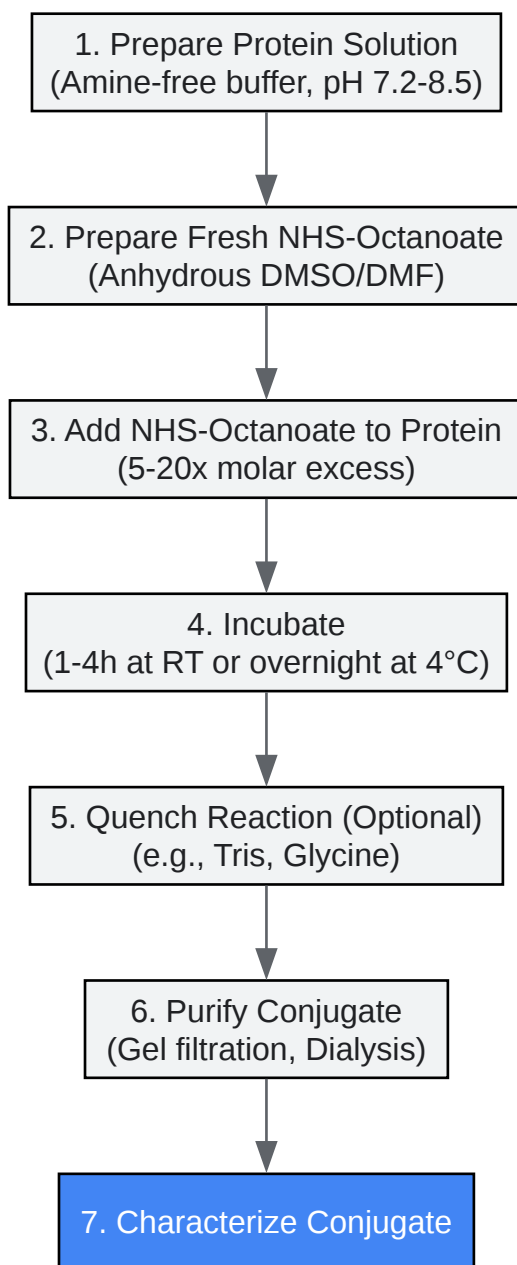 1. Prepare Protein Solution
(Amine-free buffer, pH 7.2-8.5)
2. Prepare Fresh NHS-Octanoate
(Anhydrous DMSO/DMF)
3. Add NHS-Octanoate to Protein
(5-20x molar excess)
4. Incubate
(1-4h at RT or overnight at 4°C)
5. Quench Reaction (Optional)
(e.g., Tris, Glycine)
6. Purify Conjugate
(Gel filtration, Dialysis)
7. Characterize Conjugate